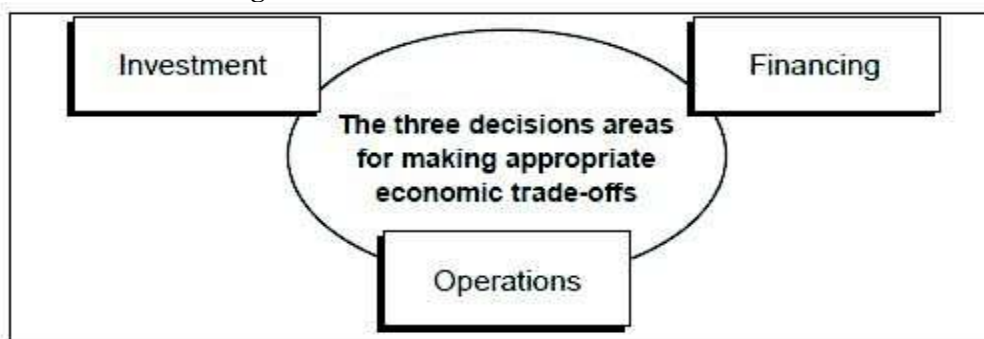 Investment
Financing
The three decisions areas
for making appropriate
economic trade-offs
Operations